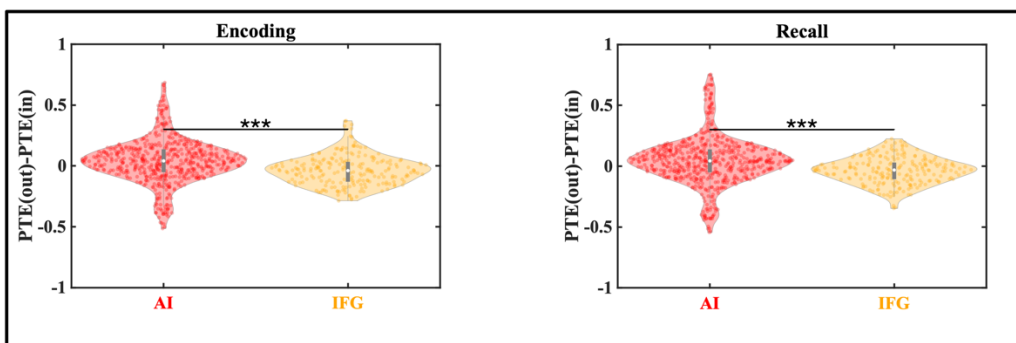 Encoding
1
0.5
0
-0.5
-1
PTE(out)-PTE(in)
***
AI
IFG
Recall
1
0.5
0
-0.5
-1
PTE(out)-PTE(in)
***
AI
IFG